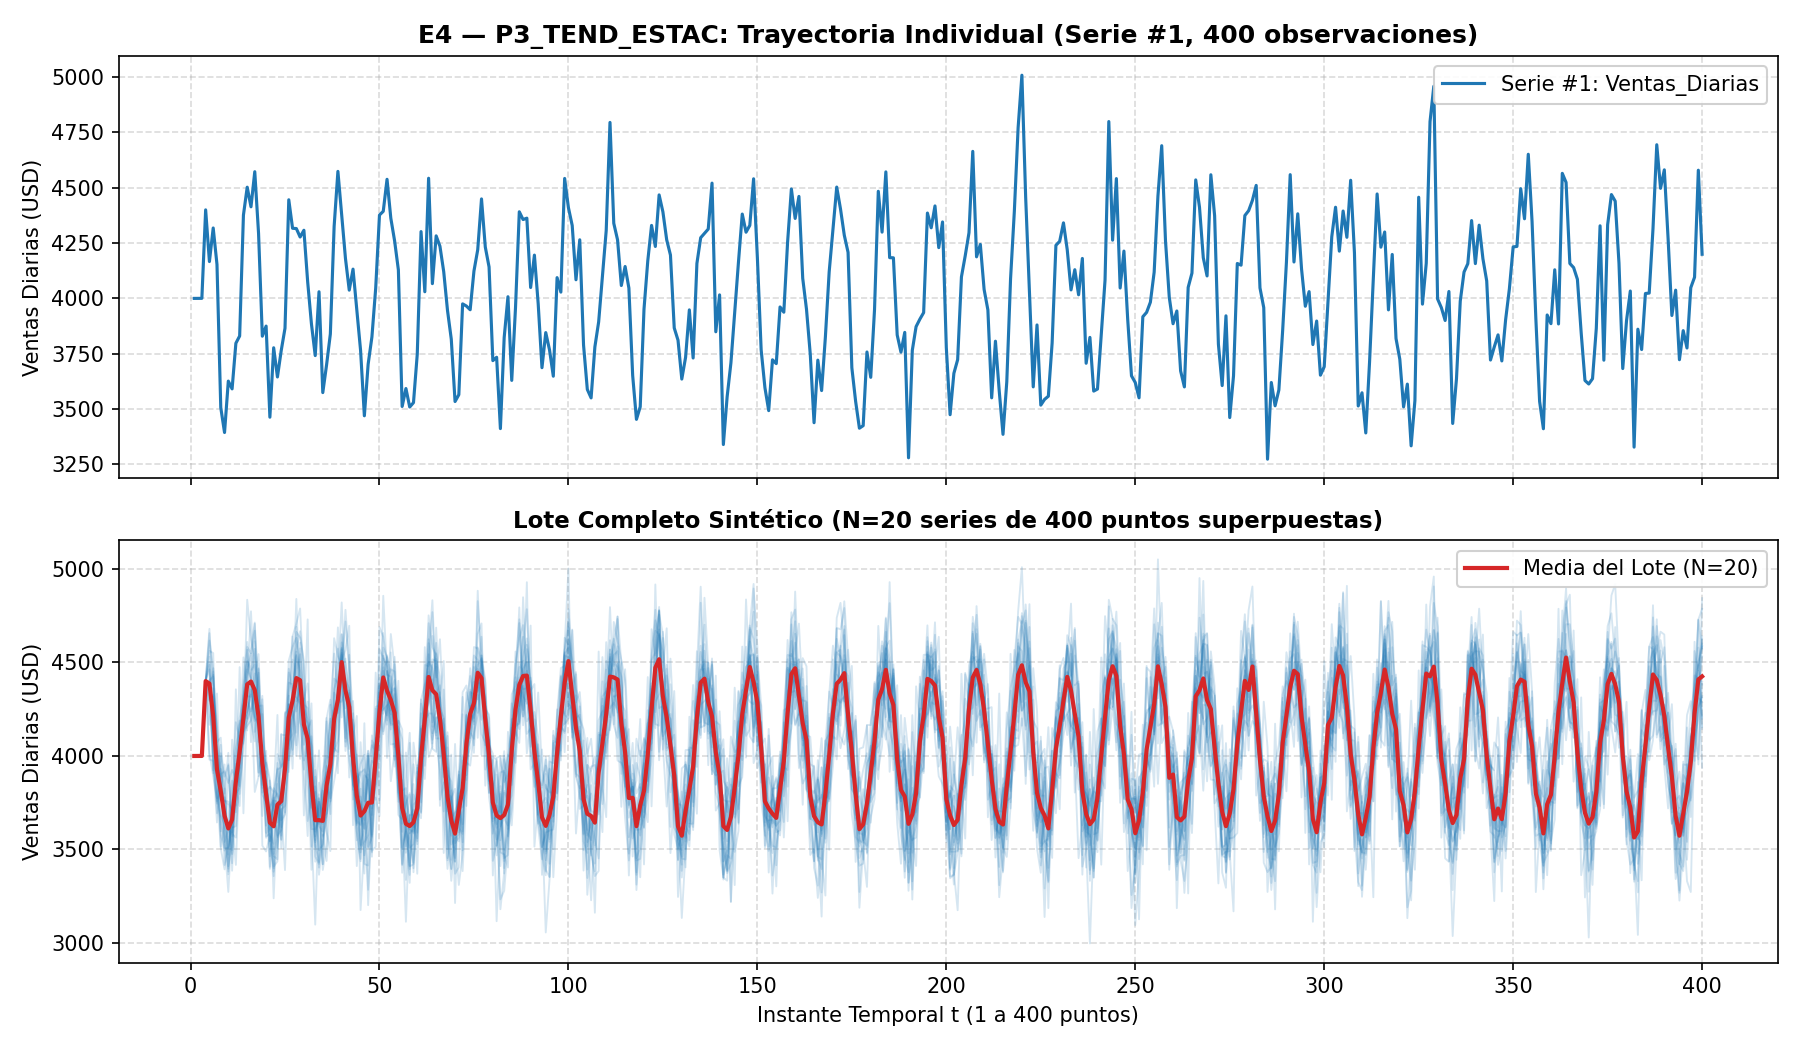 E4 — P3_TEND_ESTAC: Trayectoria Individual (Serie #1, 400 observaciones)
Serie #1: Ventas_Diarias
Ventas Diarias (USD)
5000
4750
4500
4250
4000
3750
3500
3250
Lote Completo Sintético (N=20 series de 400 puntos superpuestas)
Media del Lote (N=20)
Ventas Diarias (USD)
5000
4500
4000
3500
3000
0 50 100 150 200 250 300 350 400
Instante Temporal t (1 a 400 puntos)